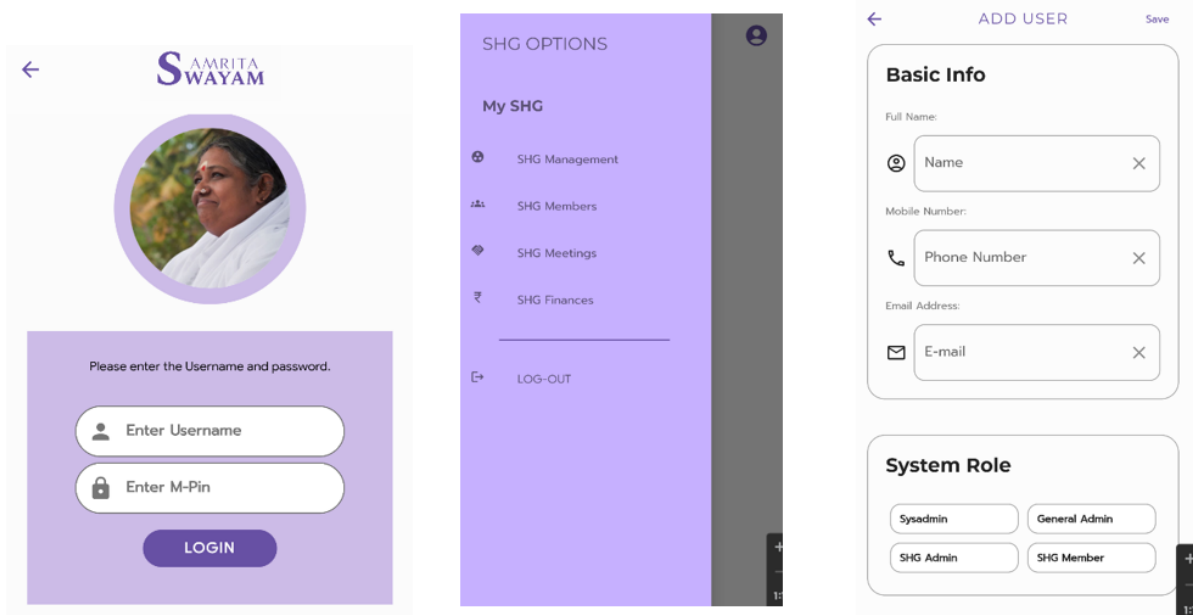 SAMRITA
SWAYAM
Please enter the Username and password.
Enter Username
Enter M-Pin
LOGIN
SHG OPTIONS
My SHG
SHG Management
SHG Members
SHG Meetings
₹ SHG Finances
LOG-OUT
ADD USER
Save
Basic Info
Full Name:
Name
Mobile Number:
Phone Number
Email Address:
E-mail
System Role
Sysadmin
General Admin
SHG Admin
SHG Member